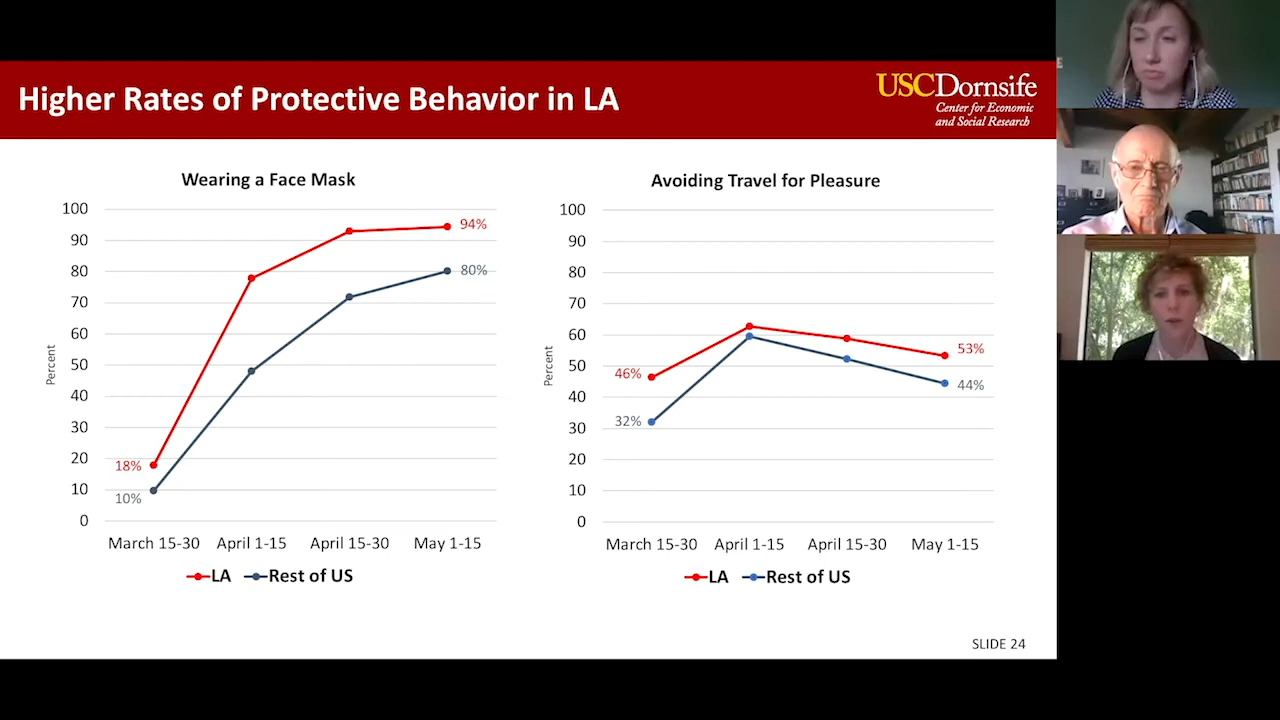 Higher Rates of Protective Behavior in LA
USCDornsife
Center for Economic
and Social Research
Wearing a Face Mask
100
90
80
70
60
50
40
30
20
10
0
Percent
94%
80%
18%
10%
March 15-30 April 1-15 April 15-30 May 1-15
LA Rest of US
Avoiding Travel for Pleasure
100
90
80
70
60
50
40
30
20
10
0
Percent
46%
32%
53%
44%
March 15-30 April 1-15 April 15-30 May 1-15
LA Rest of US
SLIDE 24